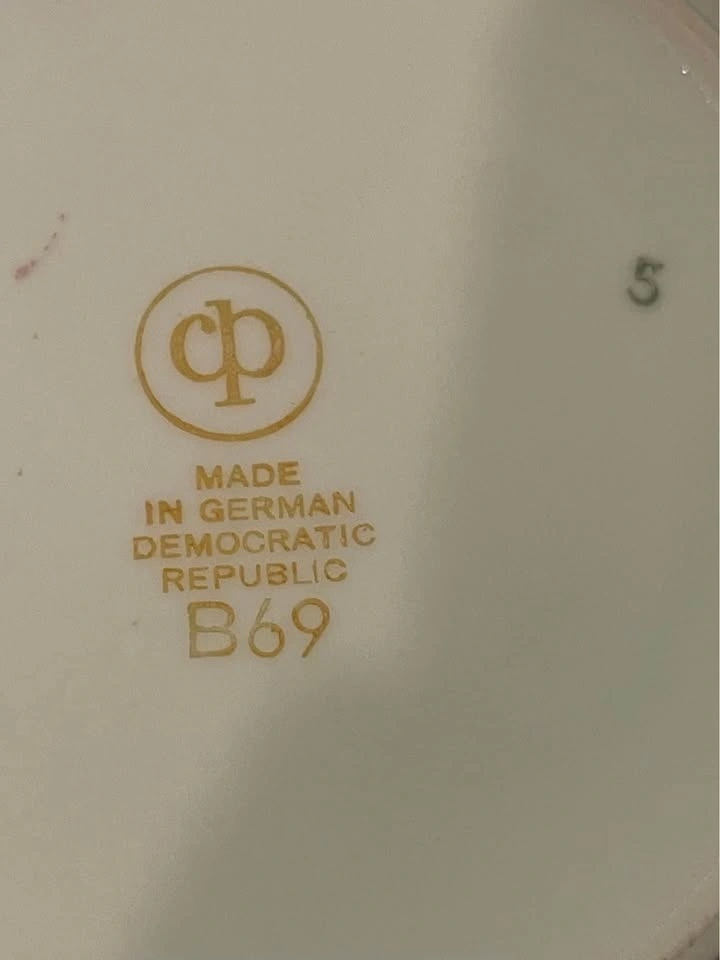 cp
MADE
IN GERMAN
DEMOCRATIC
REPUBLIC
B69
5